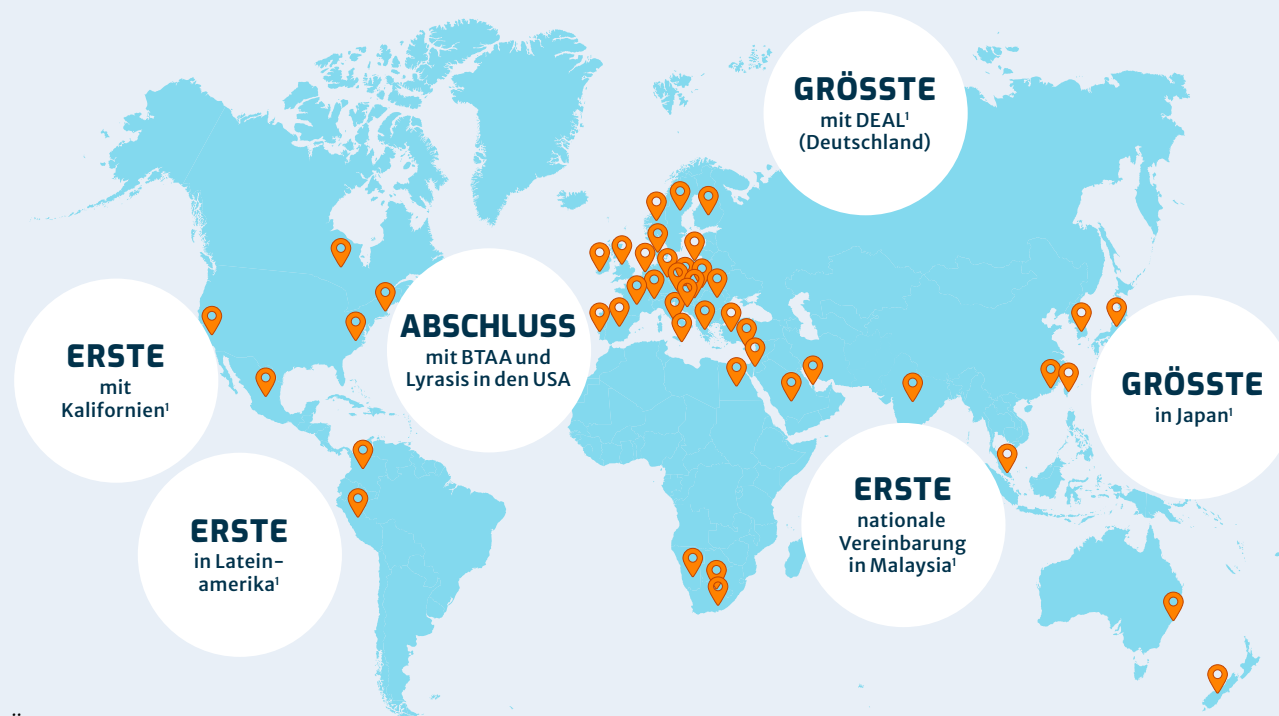 GRÖSSTE
mit DEAL¹
(Deutschland)
ABSCHLUSS
mit BTAA und
Lyrasis in den USA
ERSTE
mit
Kalifornien¹
GRÖSSTE
in Japan¹
ERSTE
nationale
Vereinbarung
in Malaysia¹
ERSTE
in Latein-
amerika¹